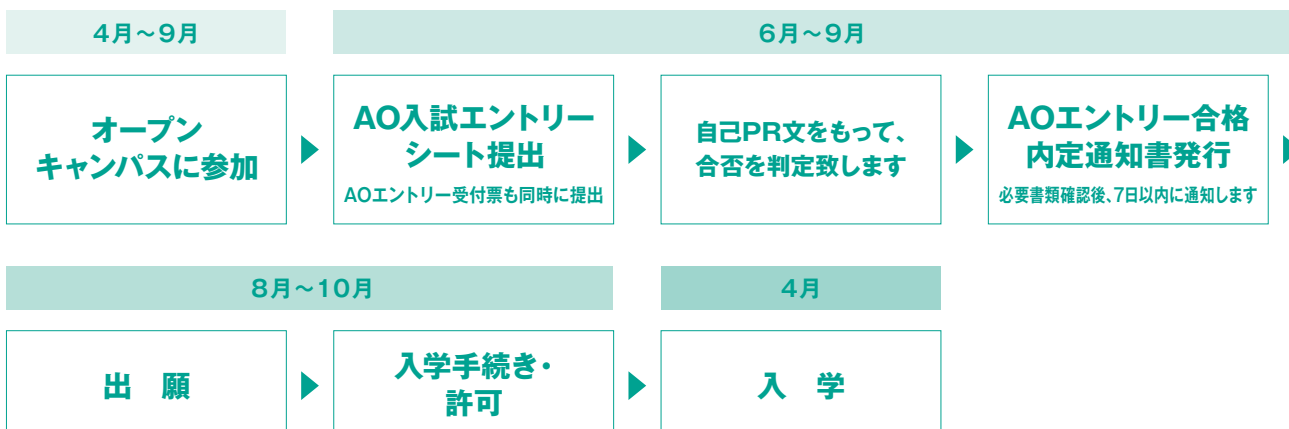 4月～9月
6月～9月
オープン
キャンパスに参加
AO入試エントリー
シート提出
AOエントリー受付票も同時に提出
自己PR文をもって、
合否を判定致します
AOエントリー合格
内定通知書発行
必要書類確認後、7日以内に通知します
8月～10月
4月
出　願
入学手続き・
許可
入　学